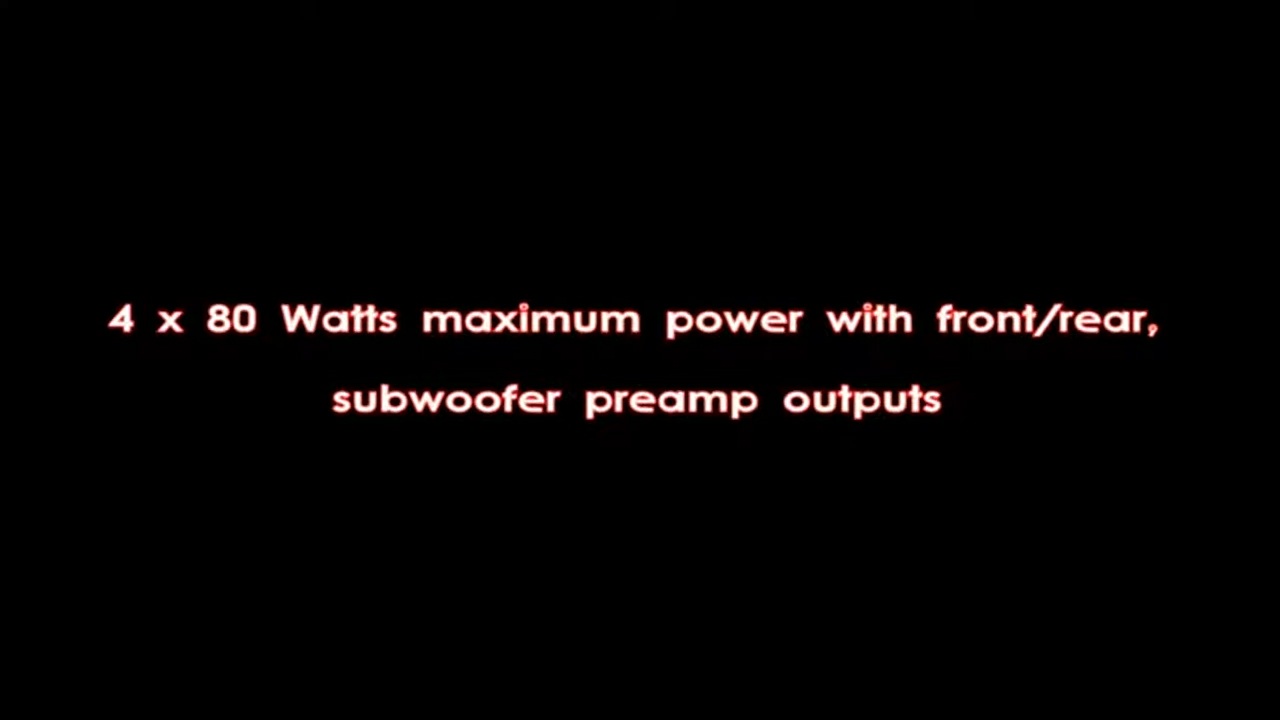 4 x 80 Watts maximum power with front/rear,
subwoofer preamp outputs